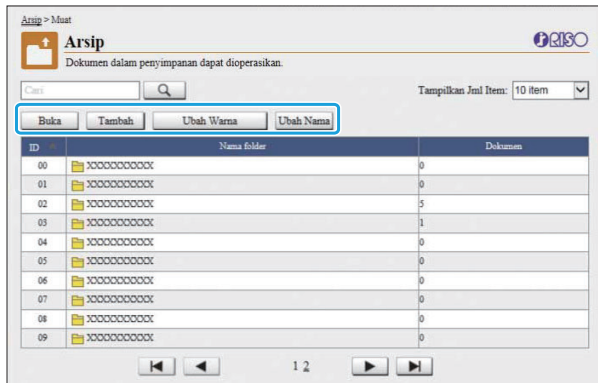 Arsip > Muat
Arsip
RISO
Dokumen dalam penyimpanan dapat dioperasikan.
Cari
Tampilkan Jml Item: 10 item
Buka Tambah Ubah Warna Ubah Nama
ID Nama folder Dokumen
00 XXXXXXXXXX 0
01 XXXXXXXXXX 0
02 XXXXXXXXXX 5
03 XXXXXXXXXX 1
04 XXXXXXXXXX 0
05 XXXXXXXXXX 0
06 XXXXXXXXXX 0
07 XXXXXXXXXX 0
08 XXXXXXXXXX 0
09 XXXXXXXXXX 0
1 2